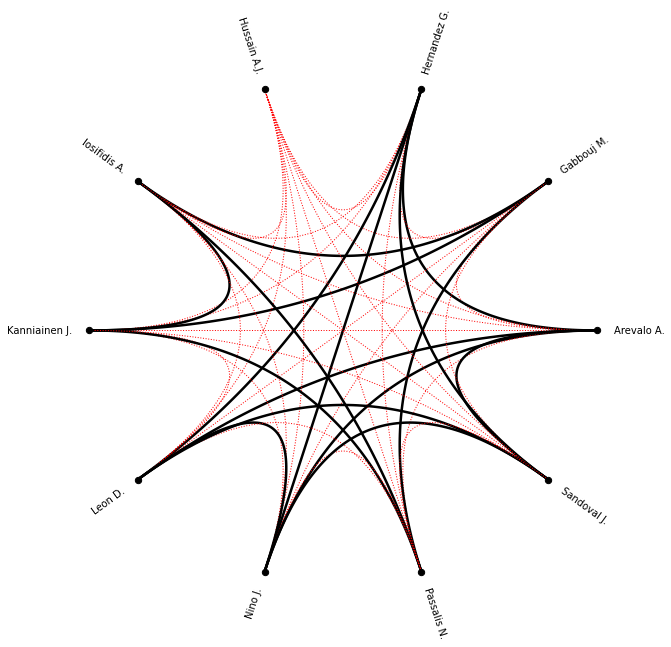 Hussain A.J.
Hernandez G.
Iosifidis A.
Gabbouj M.
Kanniainen J.
Arevalo A.
Leon D.
Sandoval J.
Nino J.
Passalis N.